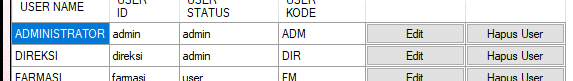 USER NAME USER ID USER STATUS USER KODE
ADMINISTRATOR admin admin ADM Edit Hapus User
DIREKSI direksi admin DIR Edit Hapus User
FARMASI farmasi user FM Edit Hapus User